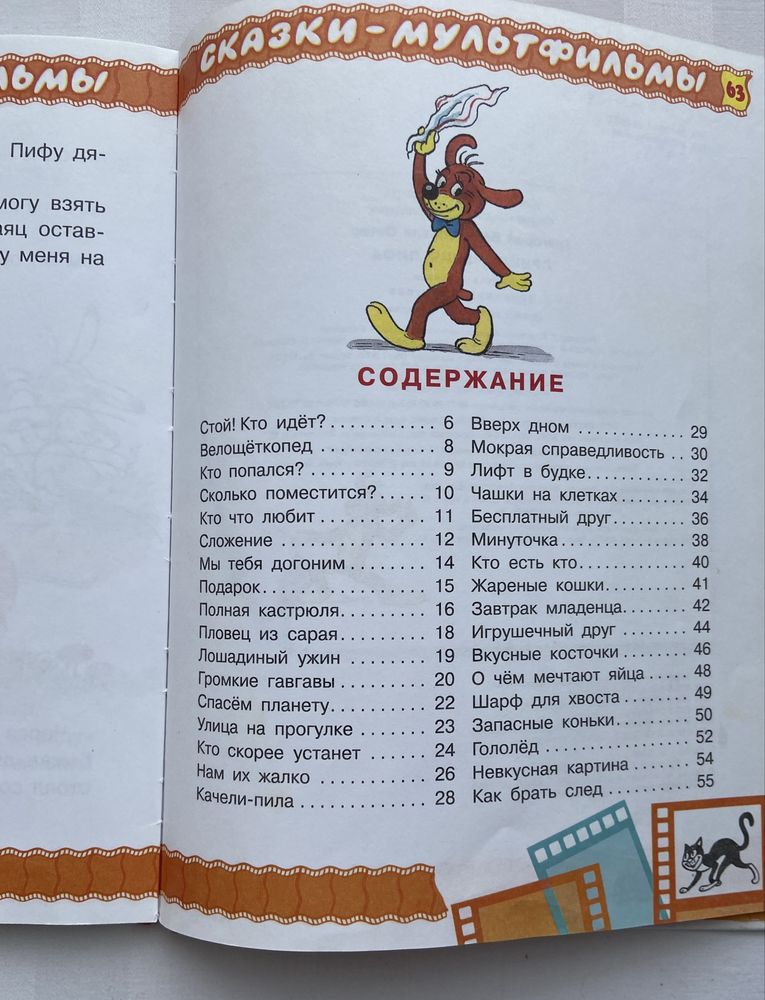 ЛЬМЫ
Пифу дя-
могу взять
аяц остав-
у меня на
СКАЗКИ-МУЛЬТФИЛЬМЫ
63
СОДЕРЖАНИЕ
Стой! Кто идёт? . . . . . . . . . . . 6
Велощёткопед . . . . . . . . . . . . 8
Кто попался? . . . . . . . . . . . . . 9
Сколько поместится? . . . . . 10
Кто что любит . . . . . . . . . . . 11
Сложение . . . . . . . . . . . . . . 12
Мы тебя догоним . . . . . . . . 14
Подарок . . . . . . . . . . . . . . . . 15
Полная кастрюля . . . . . . . . . 16
Пловец из сарая . . . . . . . . . 18
Лошадиный ужин . . . . . . . . 19
Громкие гавгавы . . . . . . . . . 20
Спасём планету . . . . . . . . . . 22
Улица на прогулке . . . . . . . 23
Кто скорее устанет . . . . . . 24
Нам их жалко . . . . . . . . . . . 26
Качели-пила . . . . . . . . . . . . 28
Вверх дном . . . . . . . . . . . . 29
Мокрая справедливость . . 30
Лифт в будке . . . . . . . . . . . 32
Чашки на клетках . . . . . . . . 34
Бесплатный друг . . . . . . . . . 36
Минуточка . . . . . . . . . . . . . 38
Кто есть кто . . . . . . . . . . . . 40
Жареные кошки . . . . . . . . . 41
Завтрак младенца . . . . . . . . 42
Игрушечный друг . . . . . . . . 44
Вкусные косточки . . . . . . . . 46
О чём мечтают яйца . . . . . 48
Шарф для хвоста . . . . . . . . 49
Запасные коньки . . . . . . . . . 50
Гололёд . . . . . . . . . . . . . . . 52
Невкусная картина . . . . . . . 54
Как брать след . . . . . . . . . . 55